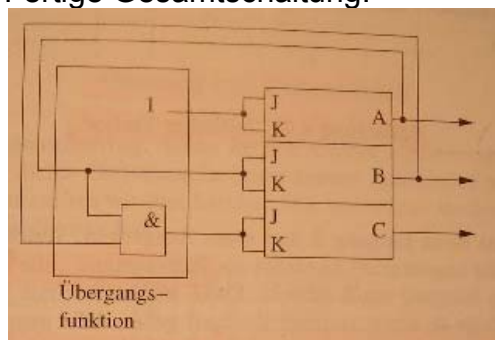 Fertige Gesamtschaltung:
1
J
A
K
J
B
K
&
J
C
K
Übergangs–
funktion